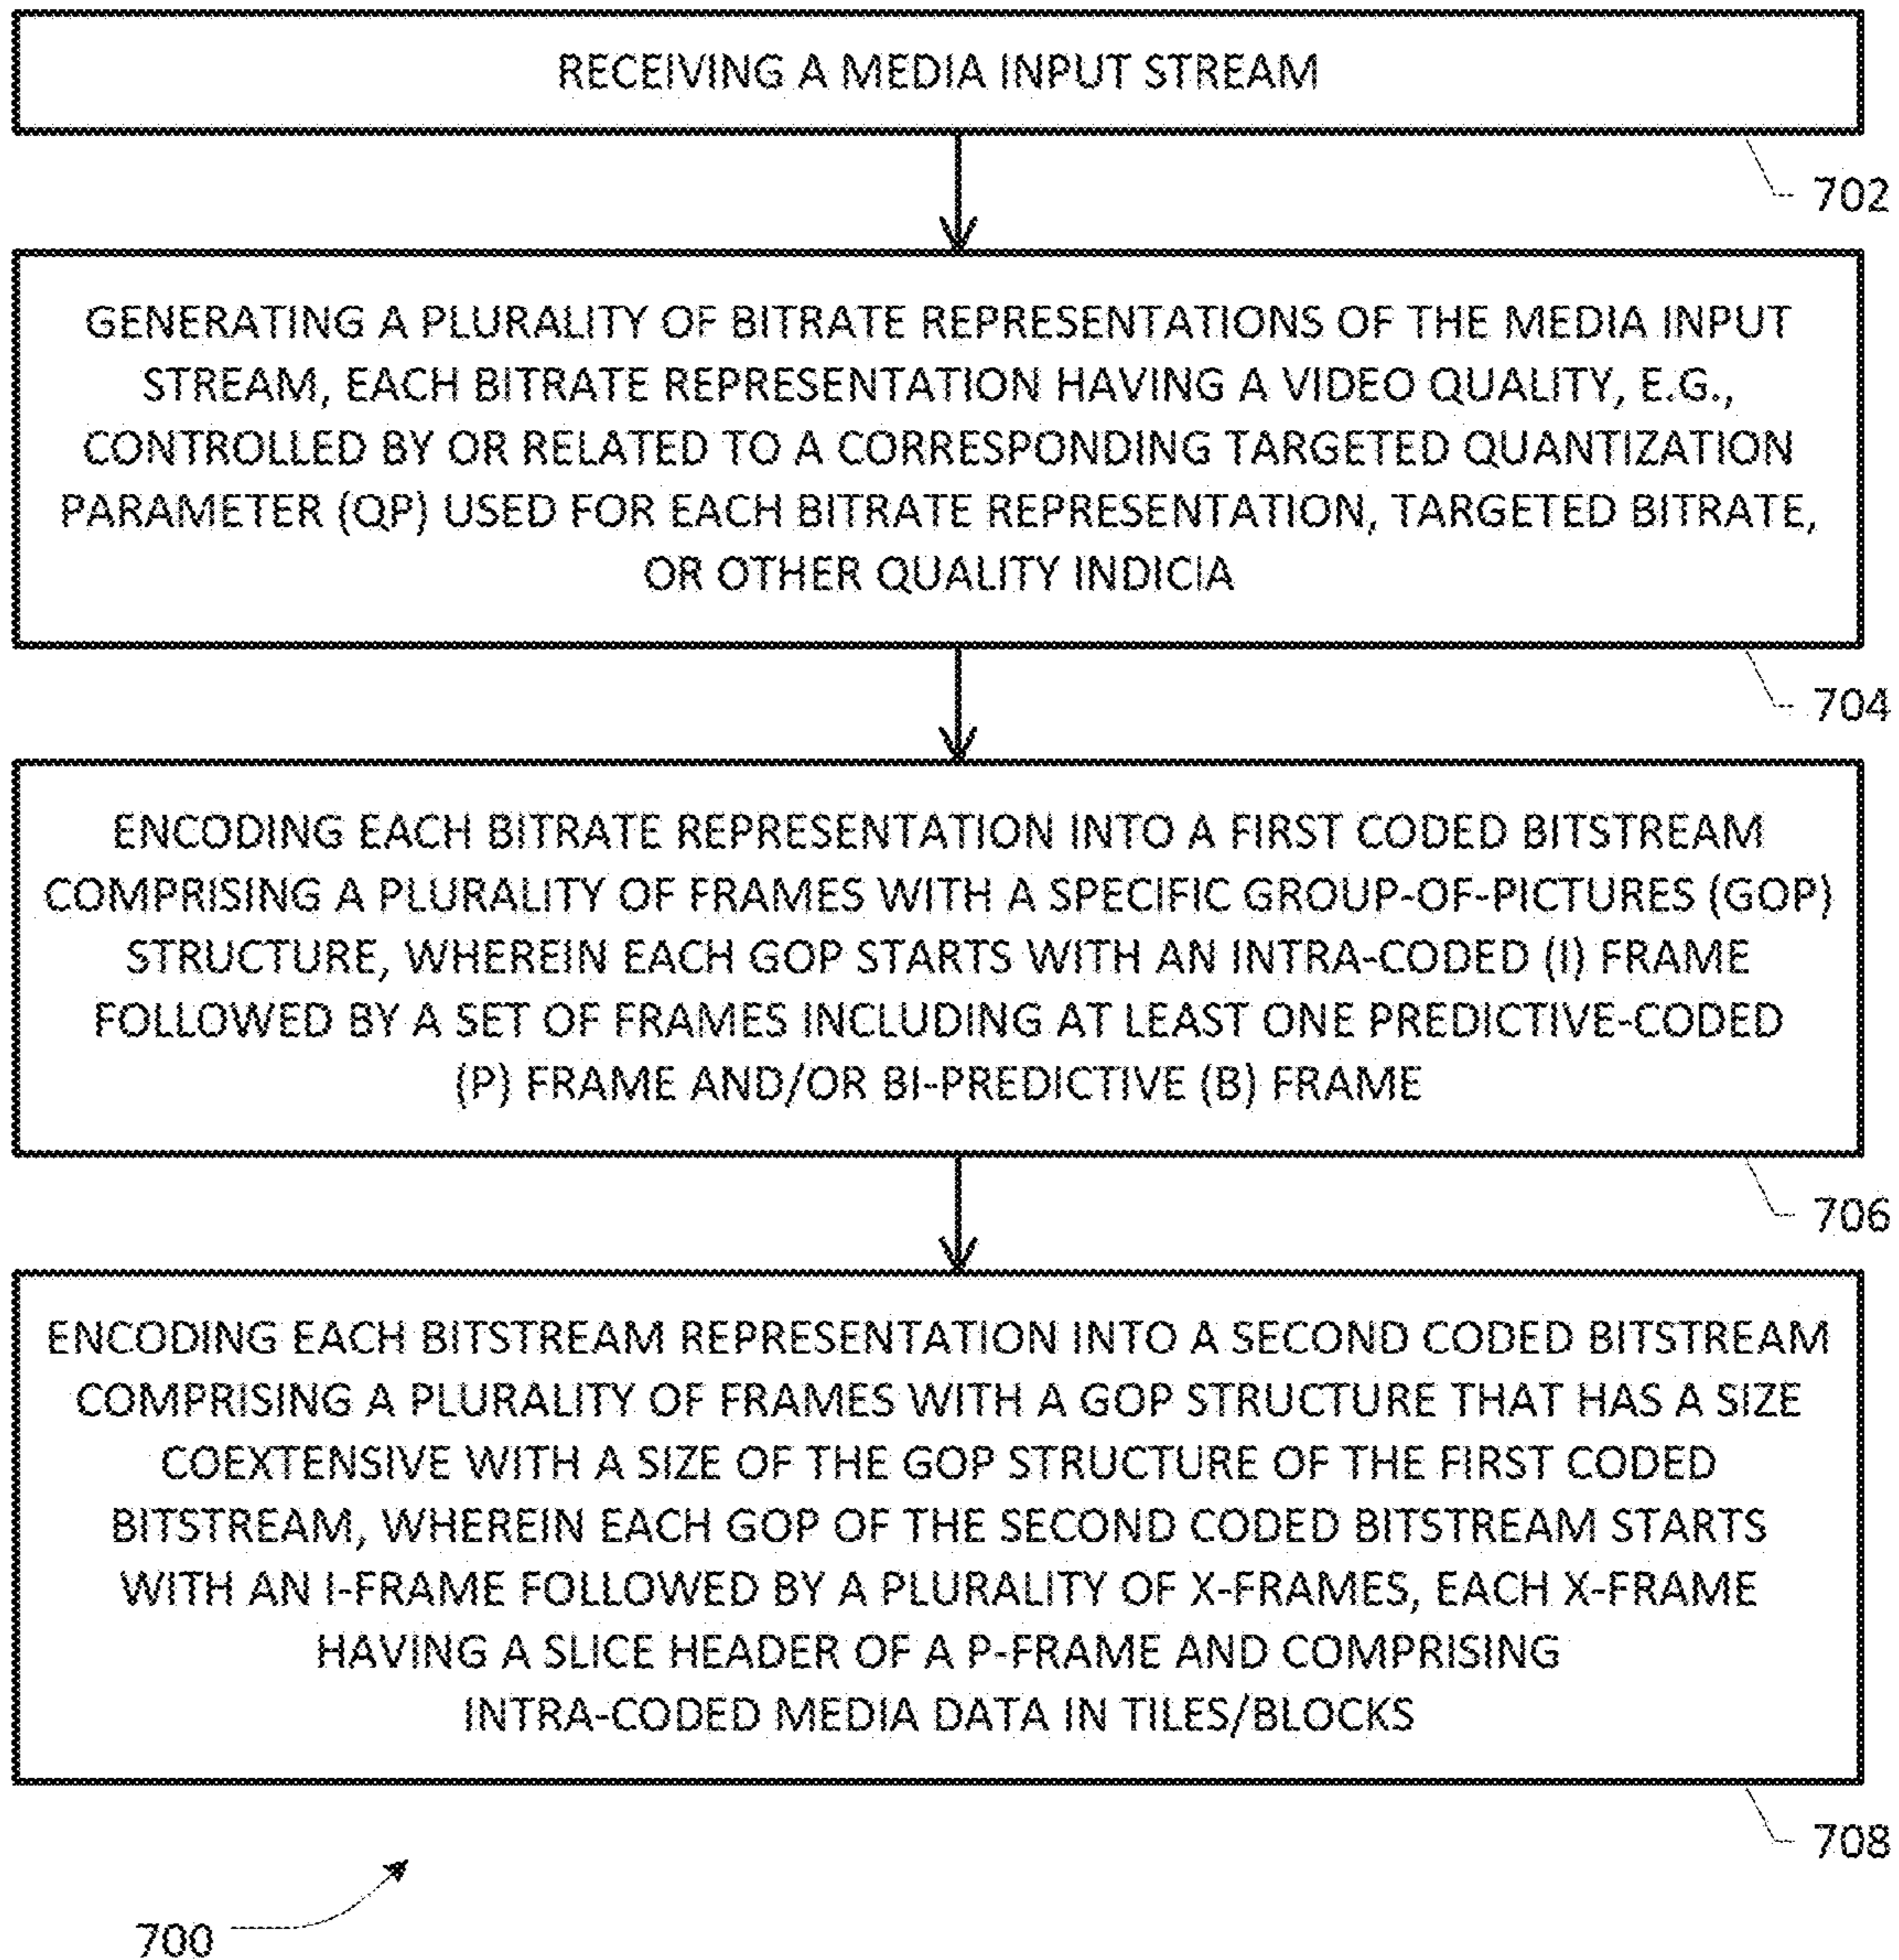 RECEIVING A MEDIA INPUT STREAM
702
GENERATING A PLURALITY OF BITRATE REPRESENTATIONS OF THE MEDIA INPUT
STREAM, EACH BITRATE REPRESENTATION HAVING A VIDEO QUALITY, E.G.,
CONTROLLED BY OR RELATED TO A CORRESPONDING TARGETED QUANTIZATION
PARAMETER (QP) USED FOR EACH BITRATE REPRESENTATION, TARGETED BITRATE,
OR OTHER QUALITY INDICIA
704
ENCODING EACH BITRATE REPRESENTATION INTO A FIRST CODED BITSTREAM
COMPRISING A PLURALITY OF FRAMES WITH A SPECIFIC GROUP-OF-PICTURES (GOP)
STRUCTURE, WHEREIN EACH GOP STARTS WITH AN INTRA-CODED (I) FRAME
FOLLOWED BY A SET OF FRAMES INCLUDING AT LEAST ONE PREDICTIVE-CODED
(P) FRAME AND/OR BI-PREDICTIVE (B) FRAME
706
ENCODING EACH BITSTREAM REPRESENTATION INTO A SECOND CODED BITSTREAM
COMPRISING A PLURALITY OF FRAMES WITH A GOP STRUCTURE THAT HAS A SIZE
COEXTENSIVE WITH A SIZE OF THE GOP STRUCTURE OF THE FIRST CODED
BITSTREAM, WHEREIN EACH GOP OF THE SECOND CODED BITSTREAM STARTS
WITH AN I-FRAME FOLLOWED BY A PLURALITY OF X-FRAMES, EACH X-FRAME
HAVING A SLICE HEADER OF A P-FRAME AND COMPRISING
INTRA-CODED MEDIA DATA IN TILES/BLOCKS
708
700